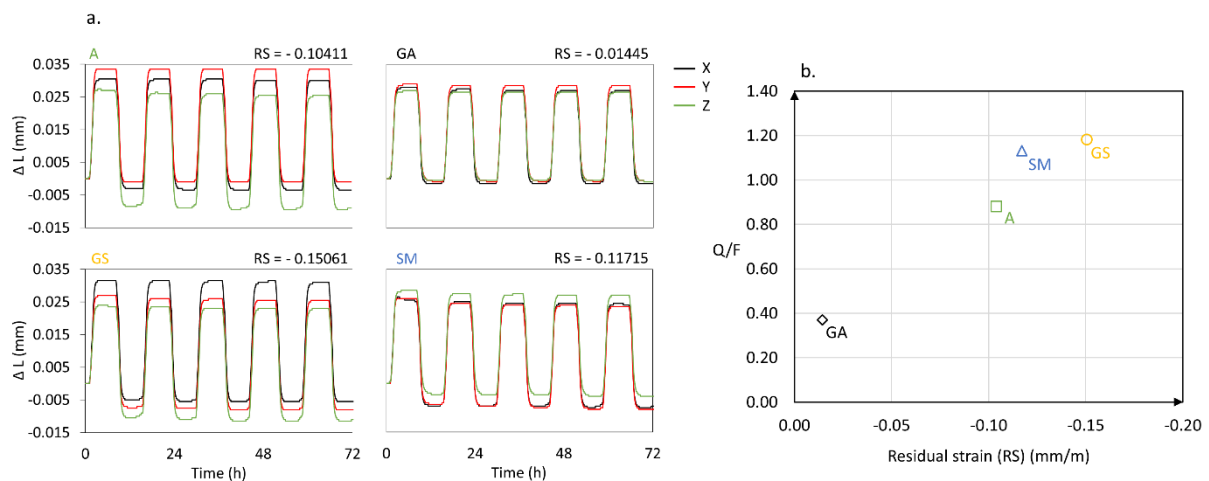 a.
A
RS = - 0.10411
GA
RS = - 0.01445
X
Y
Z
0.035
0.025
0.015
0.005
-0.005
-0.015
Δ L (mm)
GS
RS = - 0.15061
SM
RS = - 0.11715
0.035
0.025
0.015
0.005
-0.005
-0.015
Δ L (mm)
0
24
48
72
Time (h)
0
24
48
72
Time (h)
b.
1.40
1.20
1.00
0.80
0.60
0.40
0.20
0.00
Q/F
GS
SM
A
GA
0.00
-0.05
-0.10
-0.15
-0.20
Residual strain (RS) (mm/m)